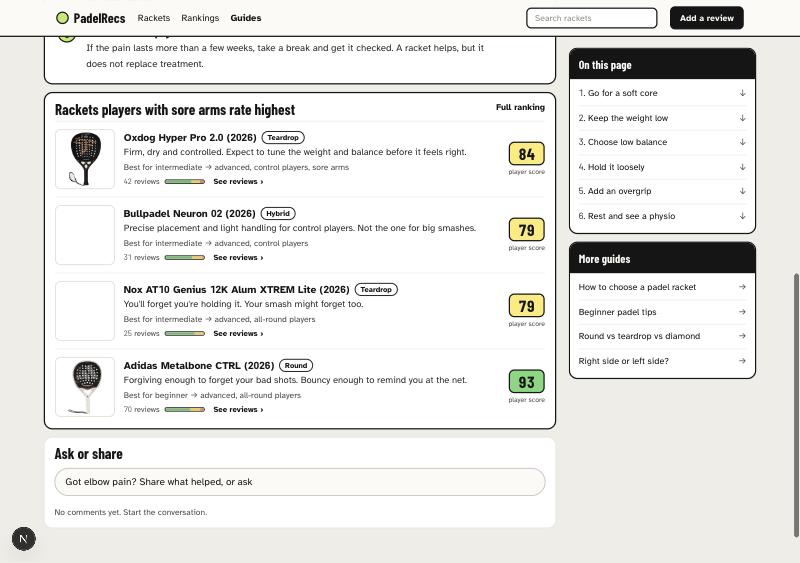 PadelRecs
Rackets
Rankings
Guides
Search rackets
Add a review
If the pain lasts more than a few weeks, take a break and get it checked. A racket helps, but it
does not replace treatment.
Rackets players with sore arms rate highest
Full ranking
Oxdog Hyper Pro 2.0 (2026) Teardrop
Firm, dry and controlled. Expect to tune the weight and balance before it feels right.
Best for intermediate → advanced, control players, sore arms
42 reviews See reviews ›
84
player score
Bullpadel Neuron 02 (2026) Hybrid
Precise placement and light handling for control players. Not the one for big smashes.
Best for intermediate → advanced, control players
31 reviews See reviews ›
79
player score
Nox AT10 Genius 12K Alum XTREM Lite (2026) Teardrop
You'll forget you're holding it. Your smash might forget too.
Best for intermediate → advanced, all-round players
25 reviews See reviews ›
79
player score
Adidas Metalbone CTRL (2026) Round
Forgiving enough to forget your bad shots. Bouncy enough to remind you at the net.
Best for beginner → advanced, all-round players
70 reviews See reviews ›
93
player score
Ask or share
Got elbow pain? Share what helped, or ask
No comments yet. Start the conversation.
N
On this page
1. Go for a soft core ↓
2. Keep the weight low ↓
3. Choose low balance ↓
4. Hold it loosely ↓
5. Add an overgrip ↓
6. Rest and see a physio ↓
More guides
How to choose a padel racket →
Beginner padel tips →
Round vs teardrop vs diamond →
Right side or left side? →